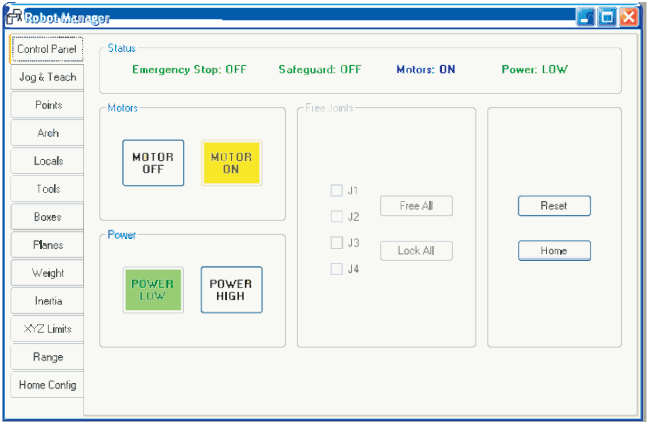 Robot Manager
Control Panel
Jog & Teach
Points
Arch
Locals
Tools
Boxes
Planes
Weight
Inertia
XYZ Limits
Range
Home Config
Status
Emergency Stop: OFF
Safeguard: OFF
Motors: ON
Power: LOW
Motors
MOTOR
OFF
MOTOR
ON
Power
POWER
LOW
POWER
HIGH
Free Joints
J1
J2
J3
J4
Free All
Lock All
Reset
Home